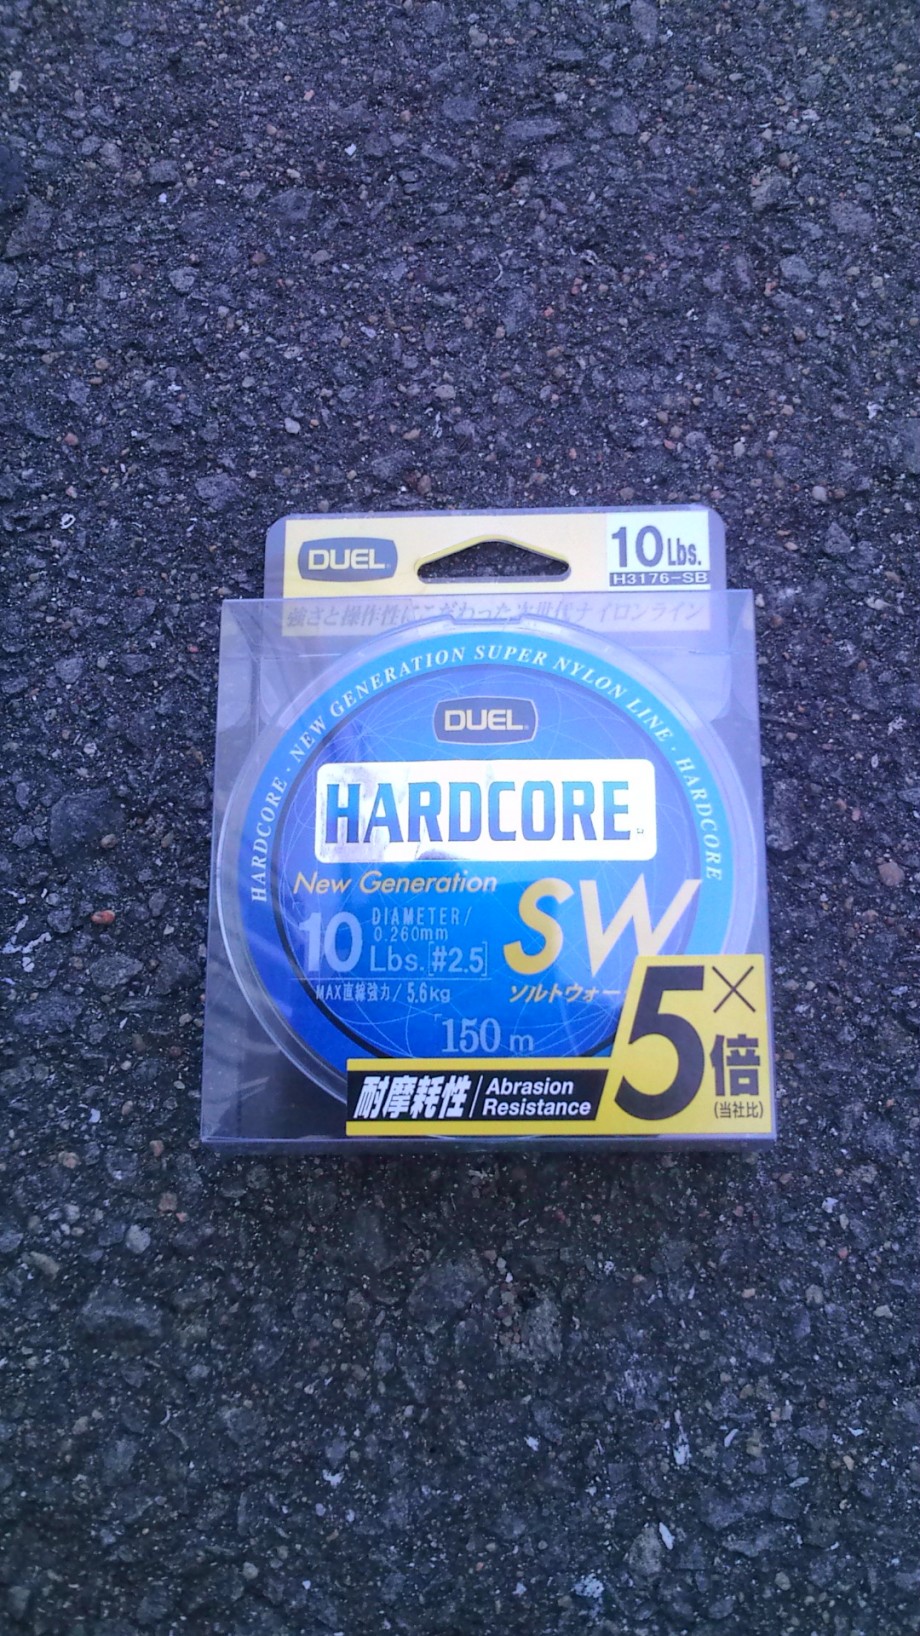 DUEL
10Lbs.
H3176-SB
強さと操作性にこだわった次世代ナイロンライン
HARDCORE・NEW GENERATION SUPER NYLON LINE・HARDCORE
DUEL
HARDCORE
New Generation
SW
10 Lbs. [#2.5]
DIAMETER/
0.260mm
MAX直線強力/5.6kg
ソルトウォー
150m
5×倍
(当社比)
耐摩耗性/Abrasion
Resistance